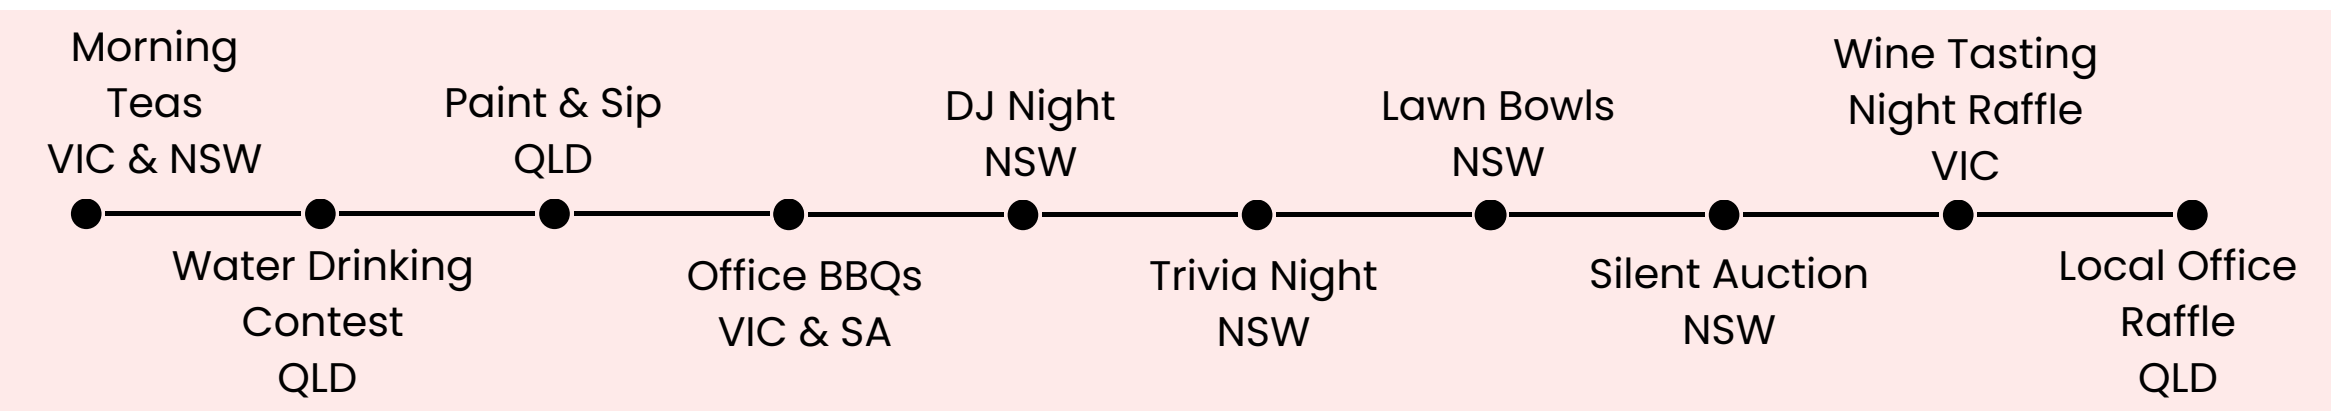 Morning
Teas
VIC & NSW
Water Drinking
Contest
QLD
Paint & Sip
QLD
Office BBQs
VIC & SA
DJ Night
NSW
Trivia Night
NSW
Lawn Bowls
NSW
Silent Auction
NSW
Wine Tasting
Night Raffle
VIC
Local Office
Raffle
QLD